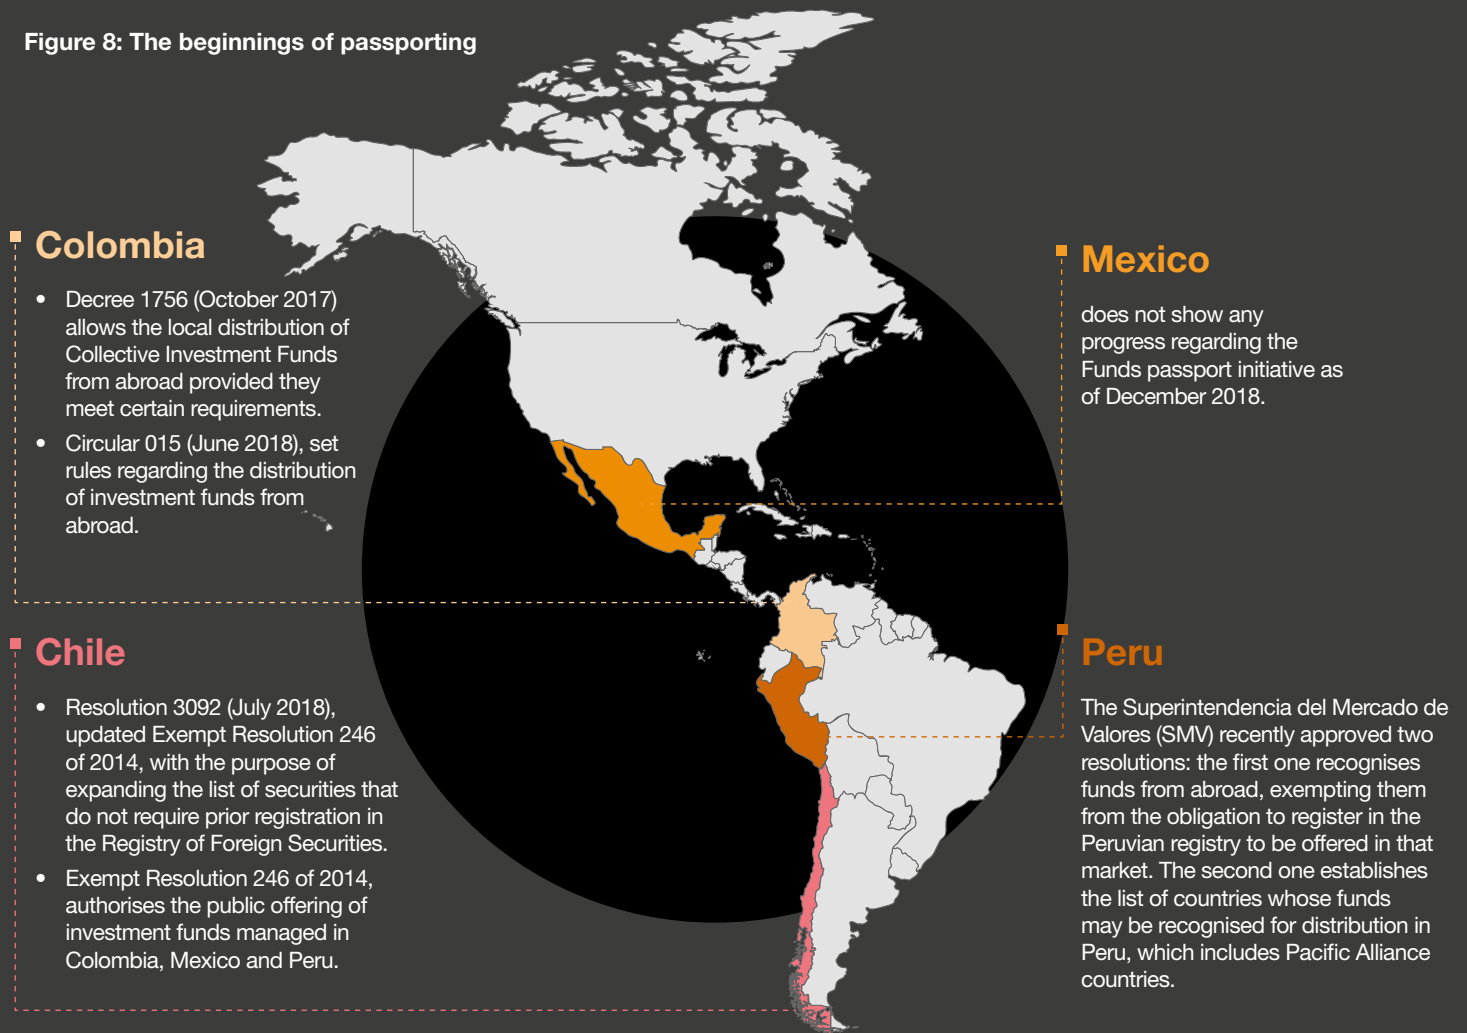 Figure 8: The beginnings of passporting
Colombia
• Decree 1756 (October 2017)
allows the local distribution of
Collective Investment Funds
from abroad provided they
meet certain requirements.
• Circular 015 (June 2018), set
rules regarding the distribution
of investment funds from
abroad.
Chile
• Resolution 3092 (July 2018),
updated Exempt Resolution 246
of 2014, with the purpose of
expanding the list of securities that
do not require prior registration in
the Registry of Foreign Securities.
• Exempt Resolution 246 of 2014,
authorises the public offering of
investment funds managed in
Colombia, Mexico and Peru.
Mexico
does not show any
progress regarding the
Funds passport initiative as
of December 2018.
Peru
The Superintendencia del Mercado de
Valores (SMV) recently approved two
resolutions: the first one recognises
funds from abroad, exempting them
from the obligation to register in the
Peruvian registry to be offered in that
market. The second one establishes
the list of countries whose funds
may be recognised for distribution in
Peru, which includes Pacific Alliance
countries.